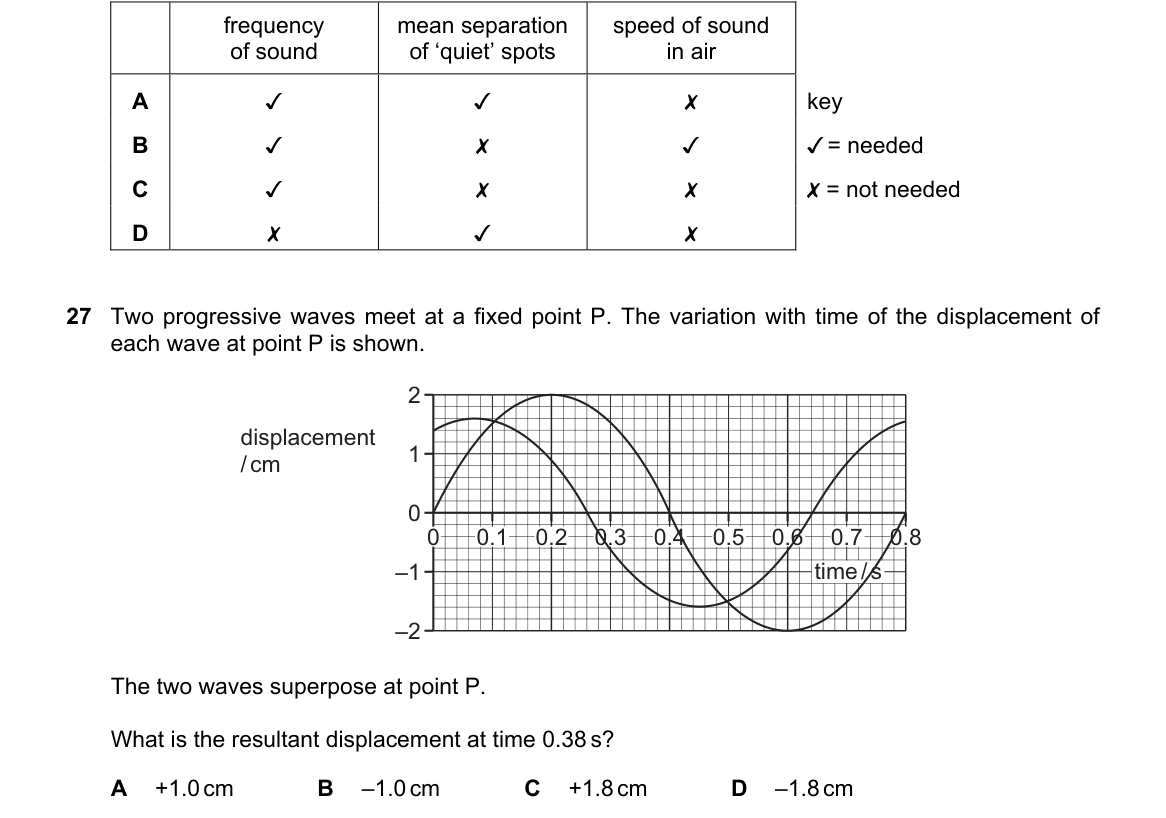 frequency of sound mean separation of ‘quiet’ spots speed of sound in air
A ✓ ✓ ✗ key
B ✓ ✗ ✓ ✓ = needed
C ✓ ✗ ✗ ✗ = not needed
D ✗ ✓ ✗
27 Two progressive waves meet at a fixed point P. The variation with time of the displacement of
each wave at point P is shown.
2
displacement
/ cm
1
0
0 0.1 0.2 0.3 0.4 0.5 0.6 0.7 0.8
–1
time / s
–2
The two waves superpose at point P.
What is the resultant displacement at time 0.38 s?
A +1.0 cm B –1.0 cm C +1.8 cm D –1.8 cm